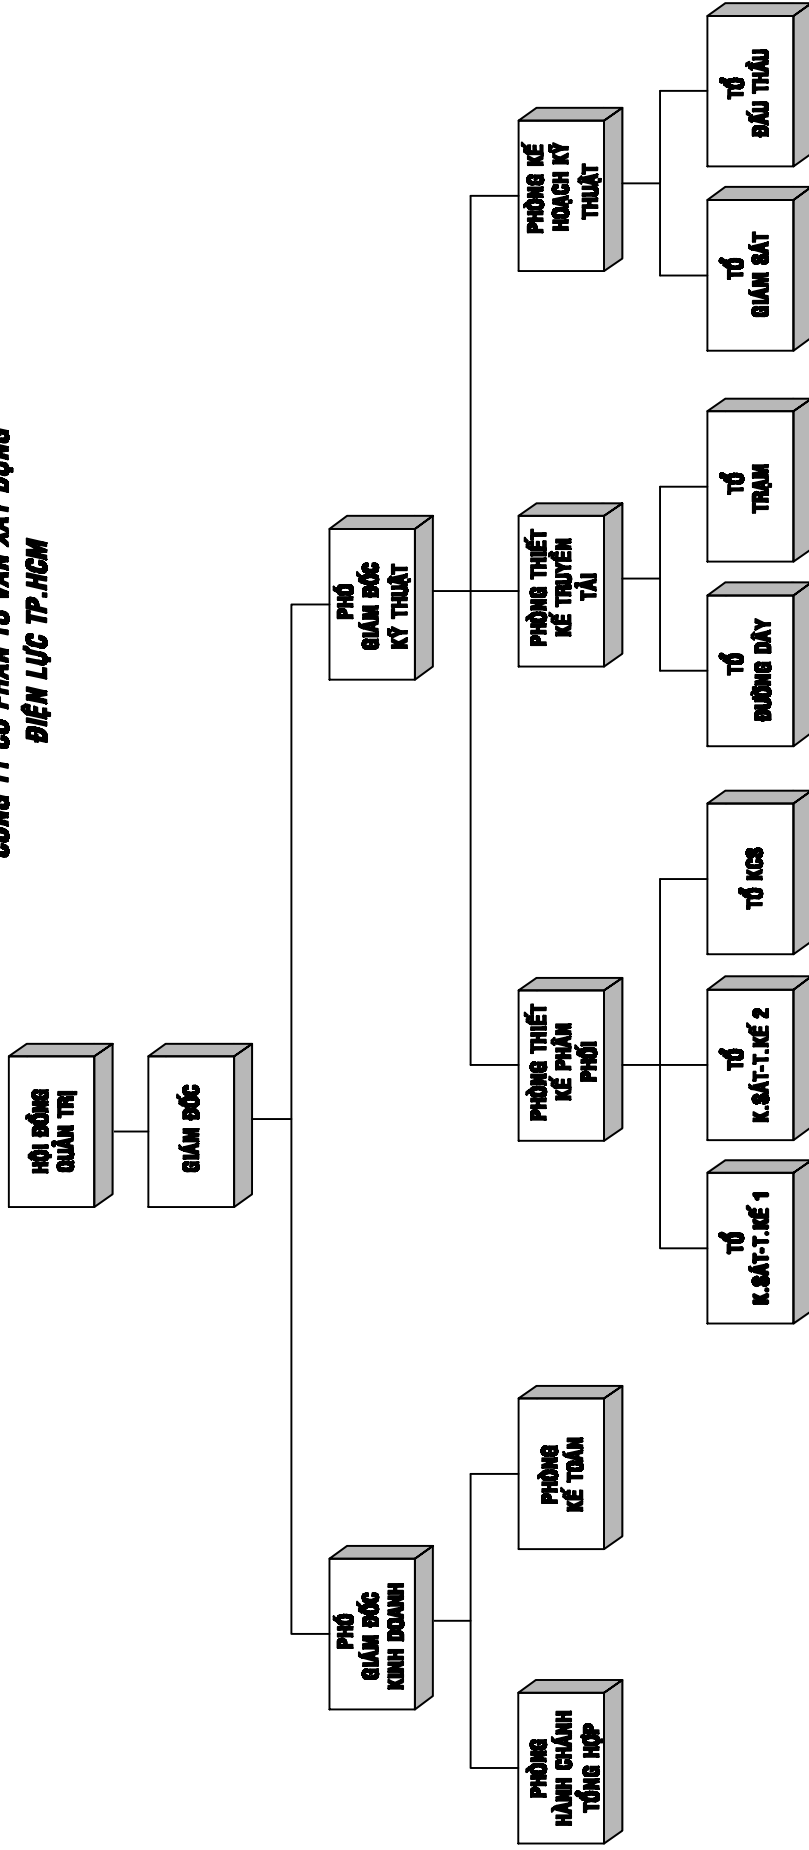 CÔNG TY CỔ PHẦN TƯ VẤN XÂY DỰNG
ĐIỆN LỰC TP.HCM
HỘI ĐỒNG
QUẢN TRỊ
GIÁM ĐỐC
PHÓ
GIÁM ĐỐC
KINH DOANH
PHÓ
GIÁM ĐỐC
KỸ THUẬT
PHÒNG
HÀNH CHÁNH
TỔNG HỢP
PHÒNG
KẾ TOÁN
PHÒNG THIẾT
KẾ PHÂN
PHỐI
PHÒNG THIẾT
KẾ TRUYỀN
TẢI
PHÒNG KẾ
HOẠCH KỸ
THUẬT
TỔ
K.SÁT-T.KẾ 1
TỔ
K.SÁT-T.KẾ 2
TỔ KCS
TỔ
ĐƯỜNG DÂY
TỔ
TRẠM
TỔ
GIÁM SÁT
TỔ
ĐẤU THẦU